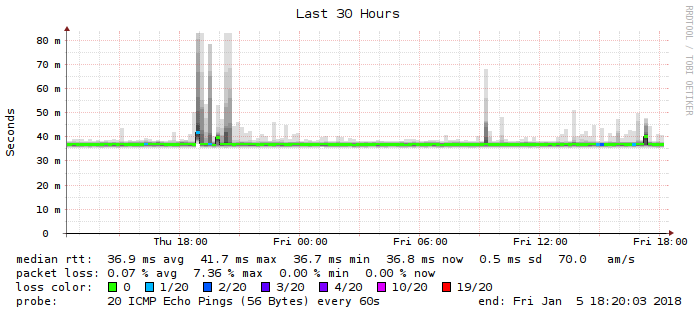 Last 30 Hours
RRDTOOL / TOBI OETIKER
Seconds
80 m
70 m
60 m
50 m
40 m
30 m
20 m
10 m
0
Thu 18:00 Fri 00:00 Fri 06:00 Fri 12:00 Fri 18:00
median rtt: 36.9 ms avg 41.7 ms max 36.7 ms min 36.8 ms now 0.5 ms sd 70.0 am/s
packet loss: 0.07 % avg 7.36 % max 0.00 % min 0.00 % now
loss color: 0 1/20 2/20 3/20 4/20 10/20 19/20
probe: 20 ICMP Echo Pings (56 Bytes) every 60s end: Fri Jan 5 18:20:03 2018